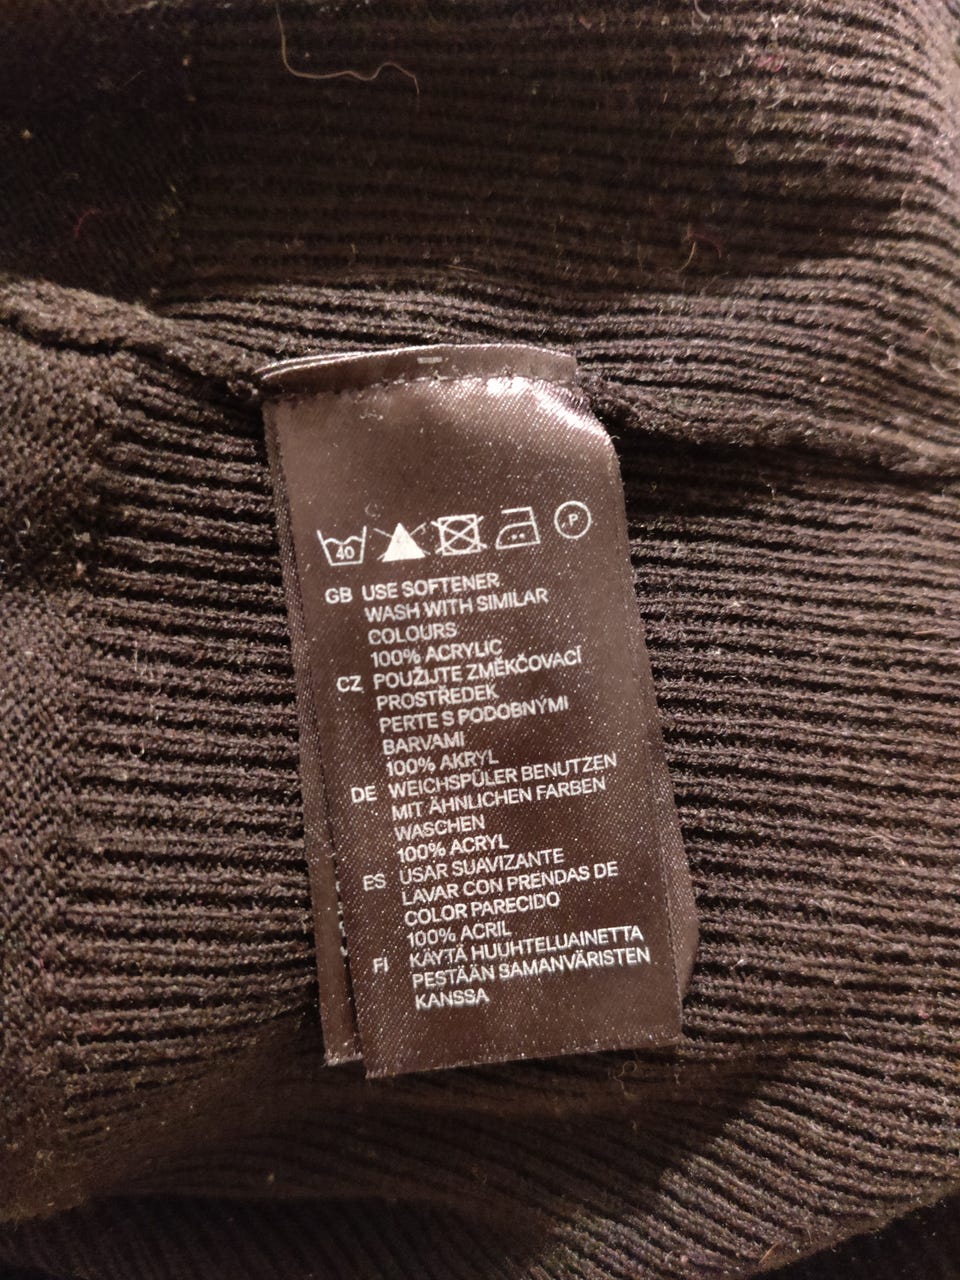 40 P
GB USE SOFTENER
WASH WITH SIMILAR
COLOURS
100% ACRYLIC
CZ POUŽIJTE ZMĚKČOVACÍ
PROSTŘEDEK
PERTE S PODOBNÝMI
BARVAMI
100% AKRYL
DE WEICHSPÜLER BENUTZEN
MIT ÄHNLICHEN FARBEN
WASCHEN
100% ACRYL
ES USAR SUAVIZANTE
LAVAR CON PRENDAS DE
COLOR PARECIDO
100% ACRIL
FI KÄYTÄ HUUHTELUAINETTA
PESTÄÄN SAMANVÄRISTEN
KANSSA